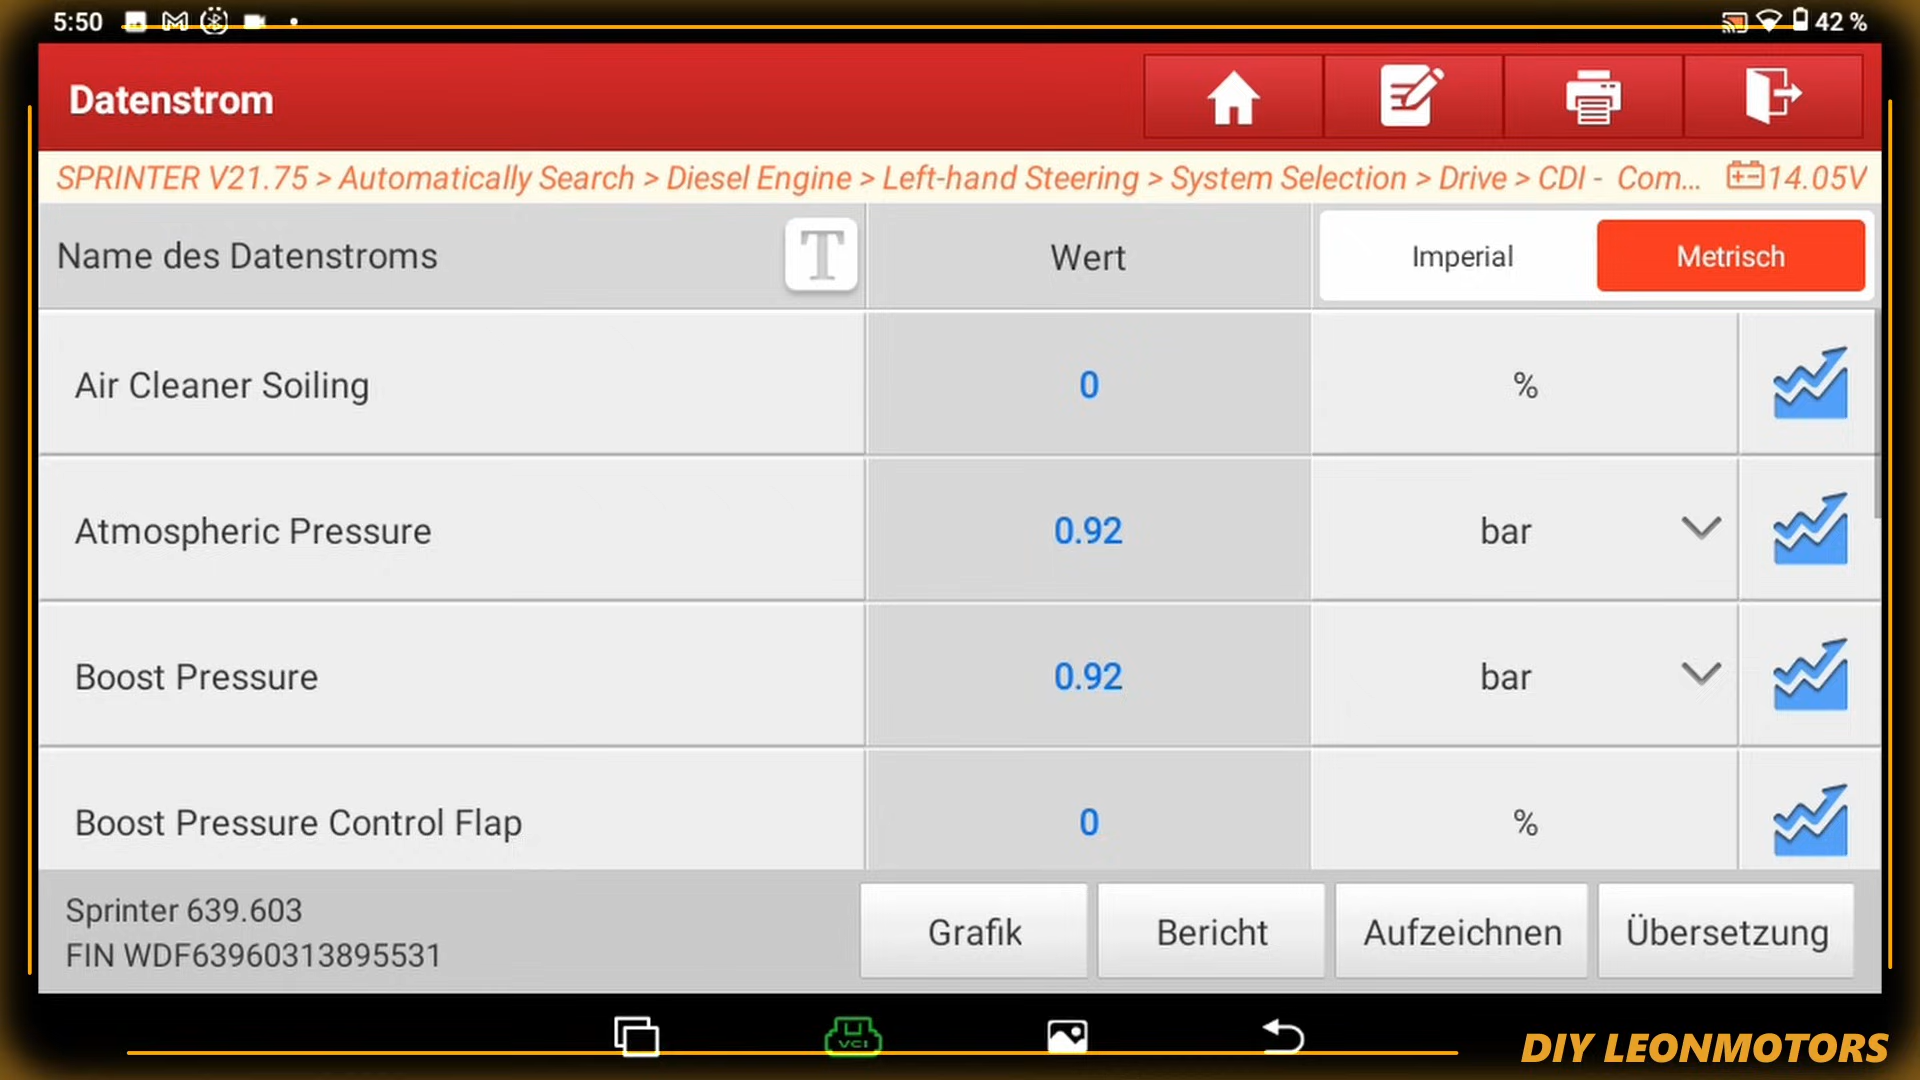 5:50
42 %
Datenstrom
SPRINTER V21.75 > Automatically Search > Diesel Engine > Left-hand Steering > System Selection > Drive > CDI - Com... 14.05V
Name des Datenstroms T Wert Imperial Metrisch
Air Cleaner Soiling 0 %
Atmospheric Pressure 0.92 bar
Boost Pressure 0.92 bar
Boost Pressure Control Flap 0 %
Sprinter 639.603
FIN WDF63960313895531
Grafik Bericht Aufzeichnen Übersetzung
VCI
DIY LEONMOTORS